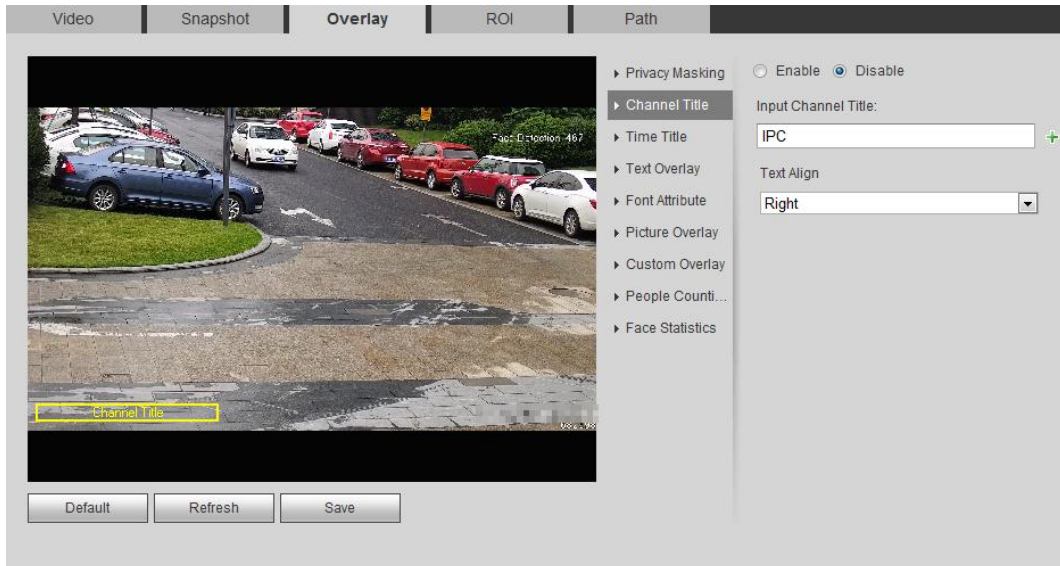 Video
Snapshot
Overlay
ROI
Path
Privacy Masking
Channel Title
Time Title
Text Overlay
Font Attribute
Picture Overlay
Custom Overlay
People Counti...
Face Statistics
Enable
Disable
Input Channel Title:
IPC
Text Align
Right
Face Detection 467
Channel Title
Default
Refresh
Save